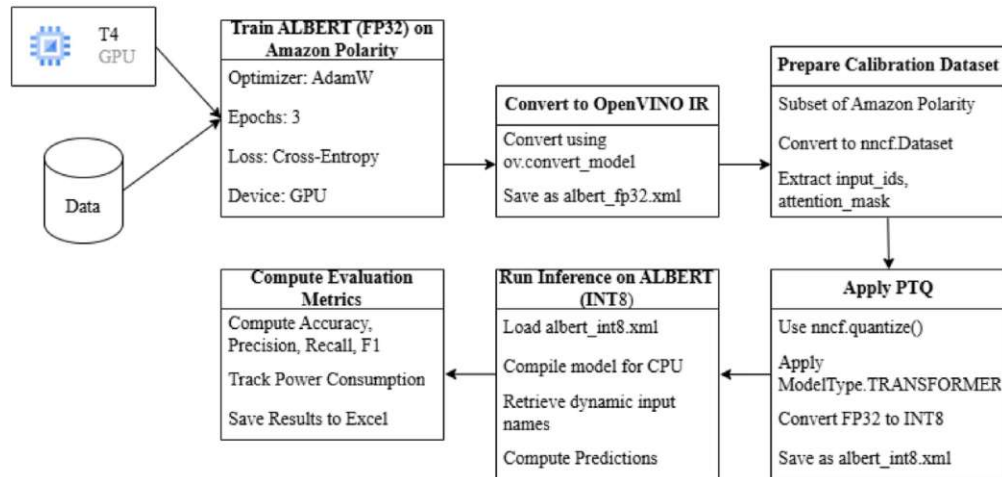 T4
GPU
Data
Train ALBERT (FP32) on
Amazon Polarity
Optimizer: AdamW
Epochs: 3
Loss: Cross-Entropy
Device: GPU
Convert to OpenVINO IR
Convert using
ov.convert_model
Save as albert_fp32.xml
Prepare Calibration Dataset
Subset of Amazon Polarity
Convert to nncf.Dataset
Extract input_ids,
attention_mask
Apply PTQ
Use nncf.quantize()
Apply
ModelType.TRANSFORMER
Convert FP32 to INT8
Save as albert_int8.xml
Run Inference on ALBERT
(INT8)
Load albert_int8.xml
Compile model for CPU
Retrieve dynamic input
names
Compute Predictions
Compute Evaluation
Metrics
Compute Accuracy,
Precision, Recall, F1
Track Power Consumption
Save Results to Excel